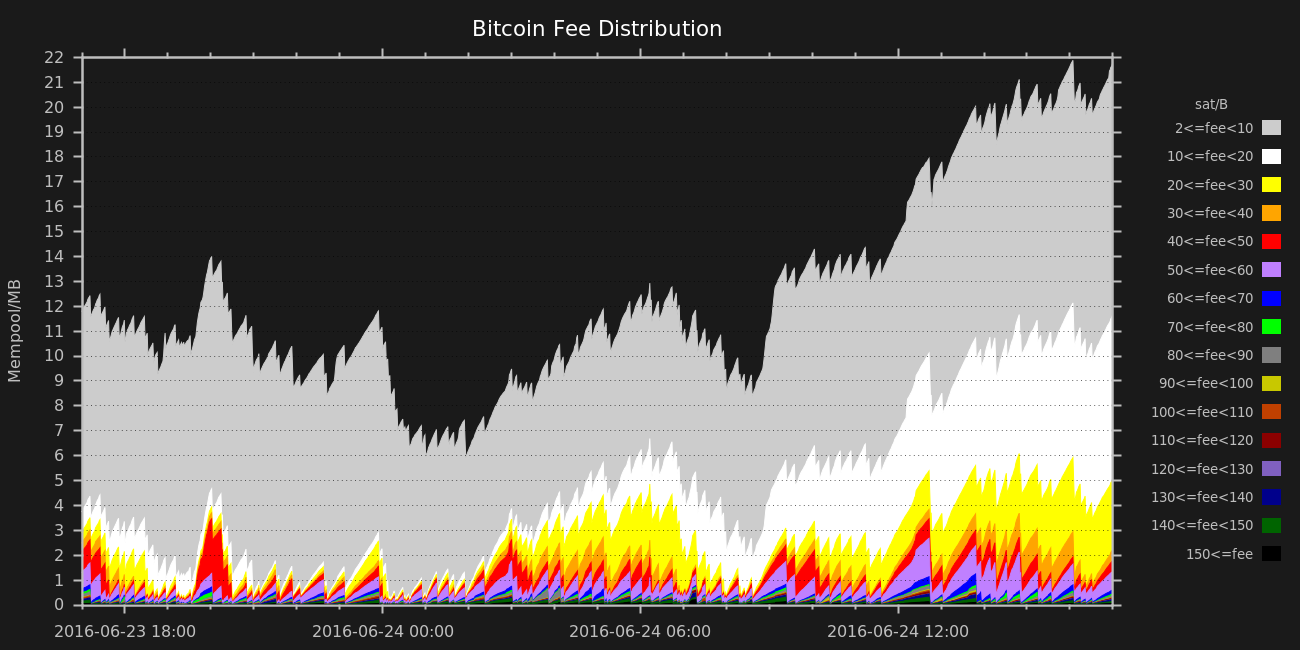 Bitcoin Fee Distribution
Mempool/MB
22
21
20
19
18
17
16
15
14
13
12
11
10
9
8
7
6
5
4
3
2
1
0
2016-06-23 18:00
2016-06-24 00:00
2016-06-24 06:00
2016-06-24 12:00
sat/B
2<=fee<10
10<=fee<20
20<=fee<30
30<=fee<40
40<=fee<50
50<=fee<60
60<=fee<70
70<=fee<80
80<=fee<90
90<=fee<100
100<=fee<110
110<=fee<120
120<=fee<130
130<=fee<140
140<=fee<150
150<=fee